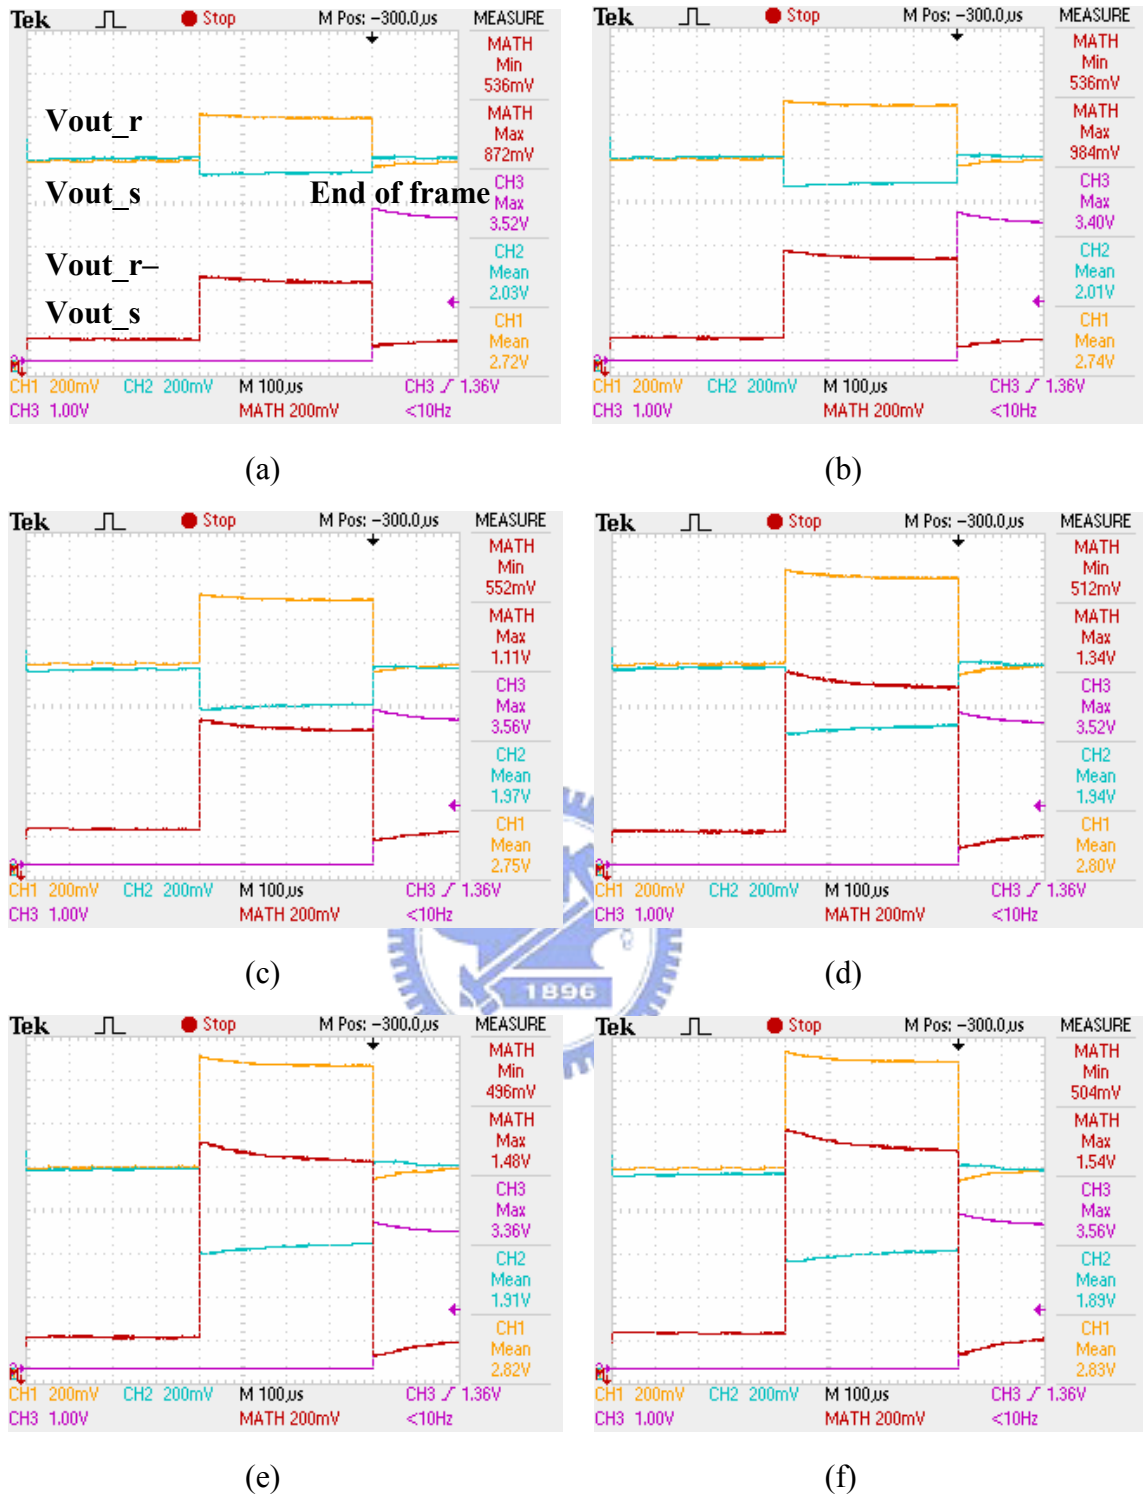 Tek Stop M Pos: -300.0µs MEASURE
MATH
Min
536mV
MATH
Max
872mV
CH3
Max
3.52V
CH2
Mean
2.03V
CH1
Mean
2.72V
Vout_r
Vout_s
End of frame
Vout_r–
Vout_s
CH1 200mV CH2 200mV M 100µs CH3 1.36V
CH3 1.00V MATH 200mV <10Hz
(a)
Tek Stop M Pos: -300.0µs MEASURE
MATH
Min
536mV
MATH
Max
984mV
CH3
Max
3.40V
CH2
Mean
2.01V
CH1
Mean
2.74V
CH1 200mV CH2 200mV M 100µs CH3 1.36V
CH3 1.00V MATH 200mV <10Hz
(b)
Tek Stop M Pos: -300.0µs MEASURE
MATH
Min
552mV
MATH
Max
1.11V
CH3
Max
3.56V
CH2
Mean
1.97V
CH1
Mean
2.75V
CH1 200mV CH2 200mV M 100µs CH3 1.36V
CH3 1.00V MATH 200mV <10Hz
(c)
Tek Stop M Pos: -300.0µs MEASURE
MATH
Min
512mV
MATH
Max
1.34V
CH3
Max
3.52V
CH2
Mean
1.94V
CH1
Mean
2.80V
CH1 200mV CH2 200mV M 100µs CH3 1.36V
CH3 1.00V MATH 200mV <10Hz
(d)
1896
Tek Stop M Pos: -300.0µs MEASURE
MATH
Min
496mV
MATH
Max
1.48V
CH3
Max
3.36V
CH2
Mean
1.91V
CH1
Mean
2.82V
CH1 200mV CH2 200mV M 100µs CH3 1.36V
CH3 1.00V MATH 200mV <10Hz
(e)
Tek Stop M Pos: -300.0µs MEASURE
MATH
Min
504mV
MATH
Max
1.54V
CH3
Max
3.56V
CH2
Mean
1.89V
CH1
Mean
2.83V
CH1 200mV CH2 200mV M 100µs CH3 1.36V
CH3 1.00V MATH 200mV <10Hz
(f)